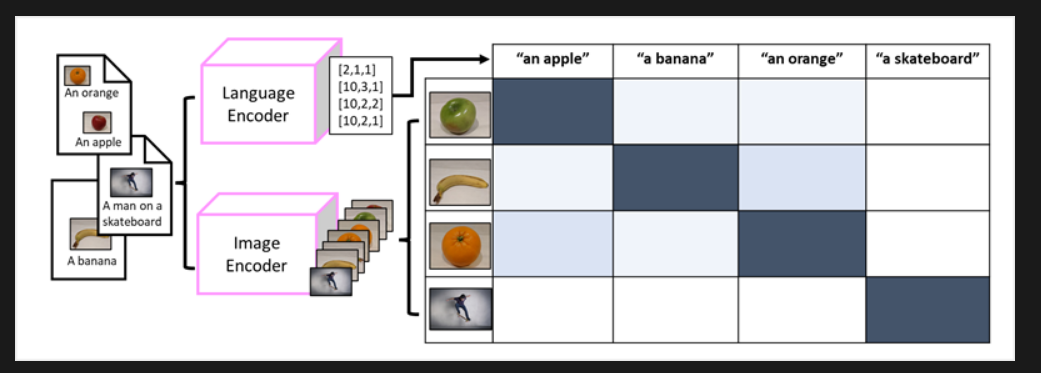 An orange
An apple
A man on a
skateboard
A banana
Language
Encoder
[2,1,1]
[10,3,1]
[10,2,2]
[10,2,1]
Image
Encoder
“an apple” “a banana” “an orange” “a skateboard”